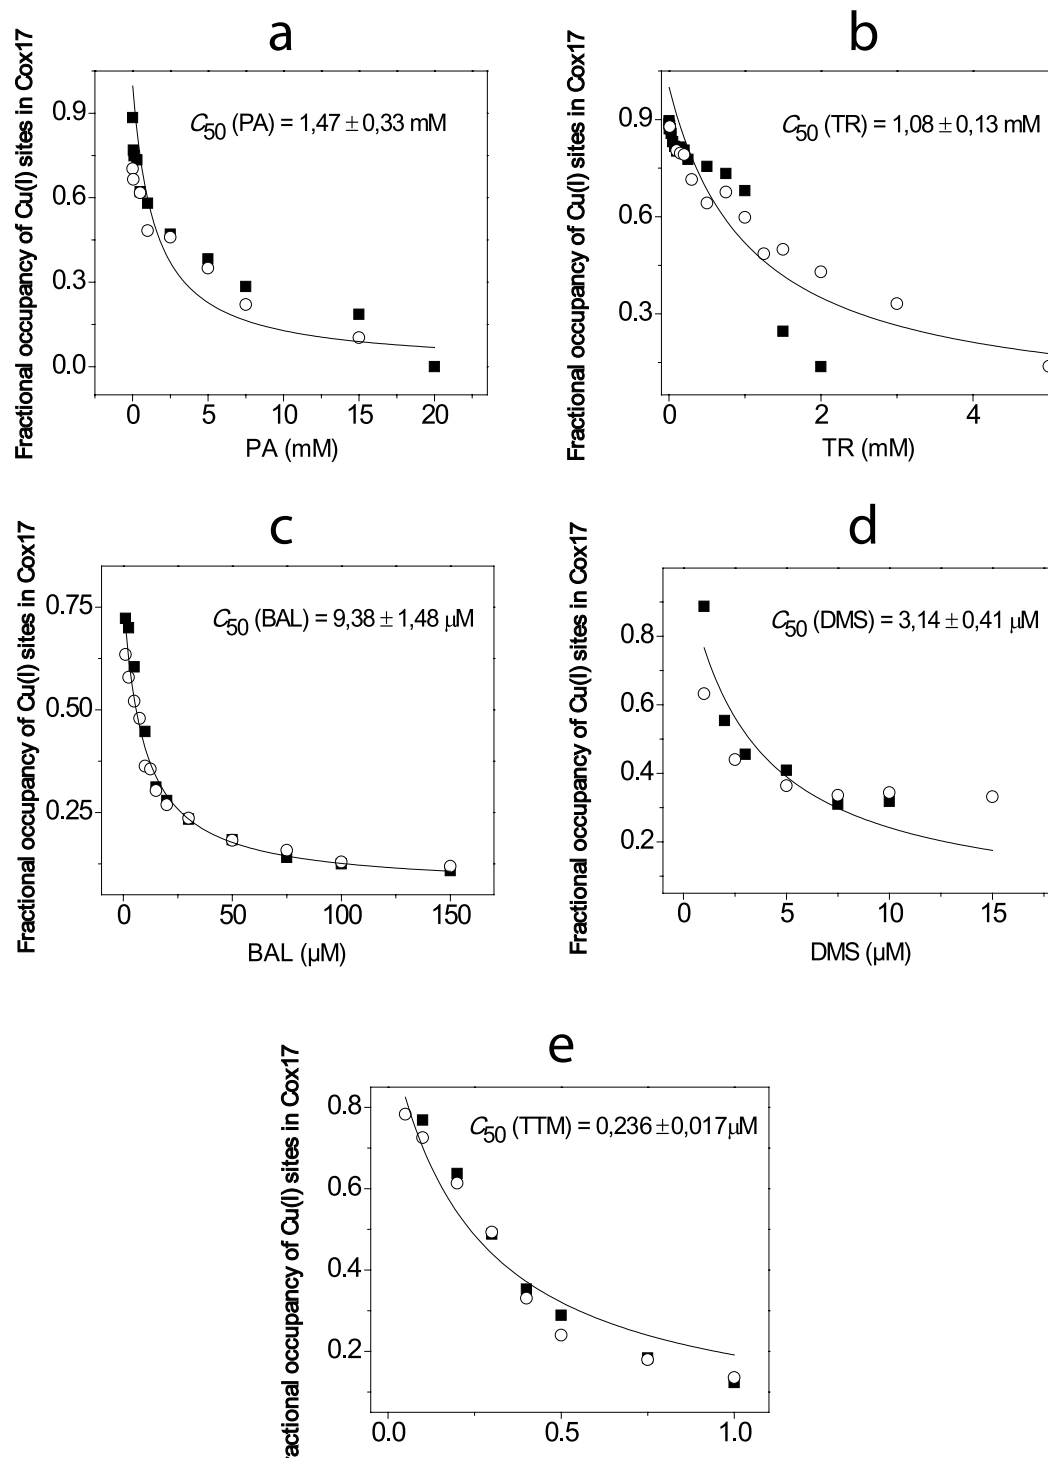 a
Fractional occupancy of Cu(I) sites in Cox17
C50 (PA) = 1,47 ± 0,33 mM
0.9
0.6
0.3
0.0
0 5 10 15 20
PA (mM)
b
Fractional occupancy of Cu(I) sites in Cox17
C50 (TR) = 1,08 ± 0,13 mM
0.9
0.6
0.3
0 2 4
TR (mM)
c
Fractional occupancy of Cu(I) sites in Cox17
C50 (BAL) = 9,38 ± 1,48 µM
0.75
0.50
0.25
0 50 100 150
BAL (µM)
d
Fractional occupancy of Cu(I) sites in Cox17
C50 (DMS) = 3,14 ± 0,41 µM
0.8
0.6
0.4
0.2
0 5 10 15
DMS (µM)
e
ractional occupancy of Cu(I) sites in Cox17
C50 (TTM) = 0,236 ± 0,017 µM
0.8
0.6
0.4
0.2
0.0 0.5 1.0